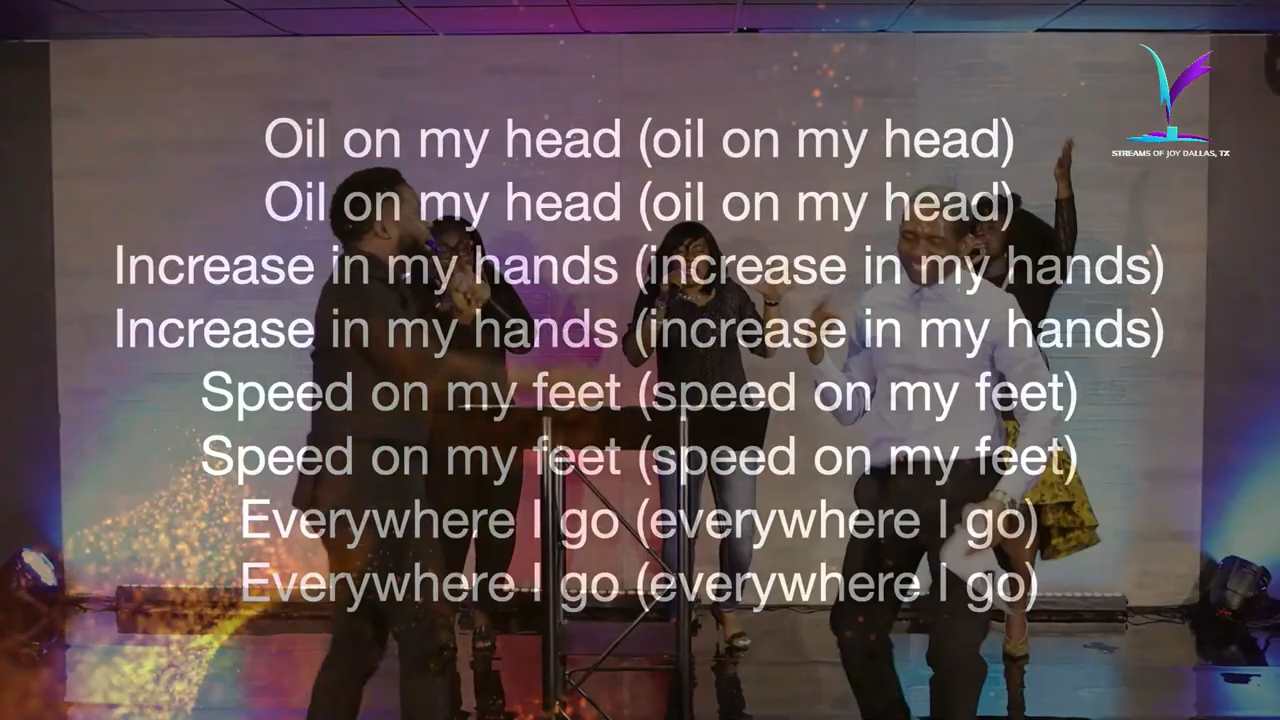 STREAMS OF JOY DALLAS, TX
Oil on my head (oil on my head)
Oil on my head (oil on my head)
Increase in my hands (increase in my hands)
Increase in my hands (increase in my hands)
Speed on my feet (speed on my feet)
Speed on my feet (speed on my feet)
Everywhere I go (everywhere I go)
Everywhere I go (everywhere I go)